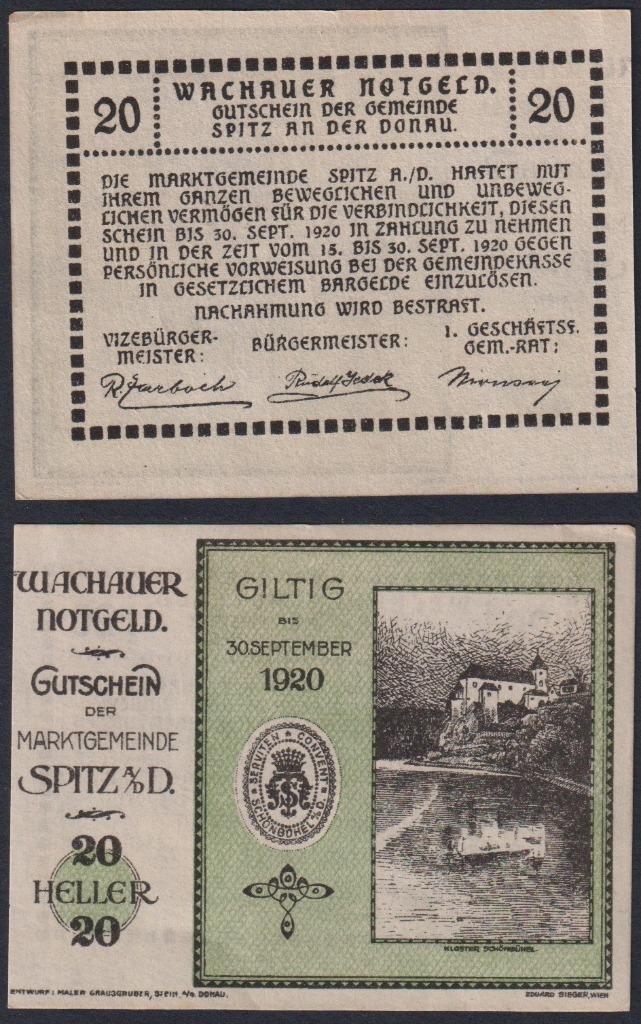 20
WACHAUER NOTGELD.
GUTSCHEIN DER GEMEINDE
SPITZ AN DER DONAU.
20
DIE MARKTGEMEINDE SPITZ A./D. HAFTET MIT
IHREM GANZEN BEWEGLICHEN UND UNBEWEG-
LICHEN VERMÖGEN FÜR DIE VERBINDLICHKEIT, DIESEN
SCHEIN BIS 30. SEPT. 1920 IN ZAHLUNG ZU NEHMEN
UND IN DER ZEIT VOM 15. BIS 30. SEPT. 1920 GEGEN
PERSÖNLICHE VORWEISUNG BEI DER GEMEINDEKASSE
IN GESETZLICHEM BARGELDE EINZULÖSEN.
NACHAHMUNG WIRD BESTRAFT.
VIZEBÜRGER-
MEISTER:
BÜRGERMEISTER:
1. GESCHÄFTSF.
GEM.-RAT:
WACHAUER
NOTGELD.
GUTSCHEIN
DER
MARKTGEMEINDE
SPITZ A/D.
20
HELLER
20
GILTIG
BIS
30.SEPTEMBER
1920
SERVITEN CONVENT
SCHÖNBÜHEL A/D.
KLOSTER SCHÖNBÜHEL
ENTWURF: MALER GRAUSGRUBER, STEIN A/D. DONAU.
EDUARD SIEGER, WIEN